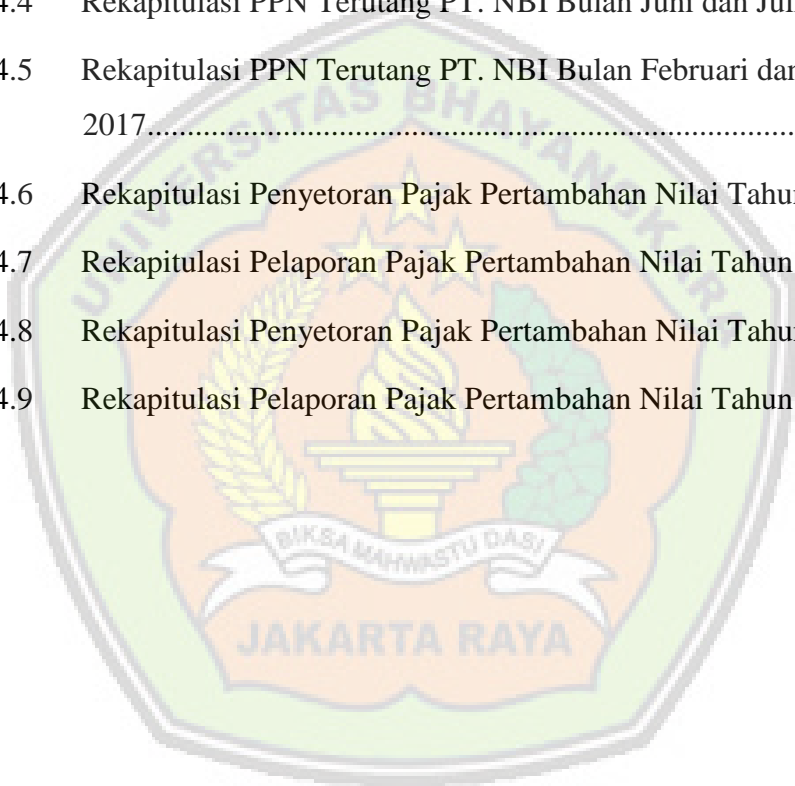 4.4 Rekapitulasi PPN Terutang PT. NBI Bulan Juni dan Juli
4.5 Rekapitulasi PPN Terutang PT. NBI Bulan Februari dan
2017
4.6 Rekapitulasi Penyetoran Pajak Pertambahan Nilai Tahun
4.7 Rekapitulasi Pelaporan Pajak Pertambahan Nilai Tahun
4.8 Rekapitulasi Penyetoran Pajak Pertambahan Nilai Tahun
4.9 Rekapitulasi Pelaporan Pajak Pertambahan Nilai Tahun
UNIVERSITAS BHAYANGKARA
BIKSA MAHWASTU DASI
JAKARTA RAYA